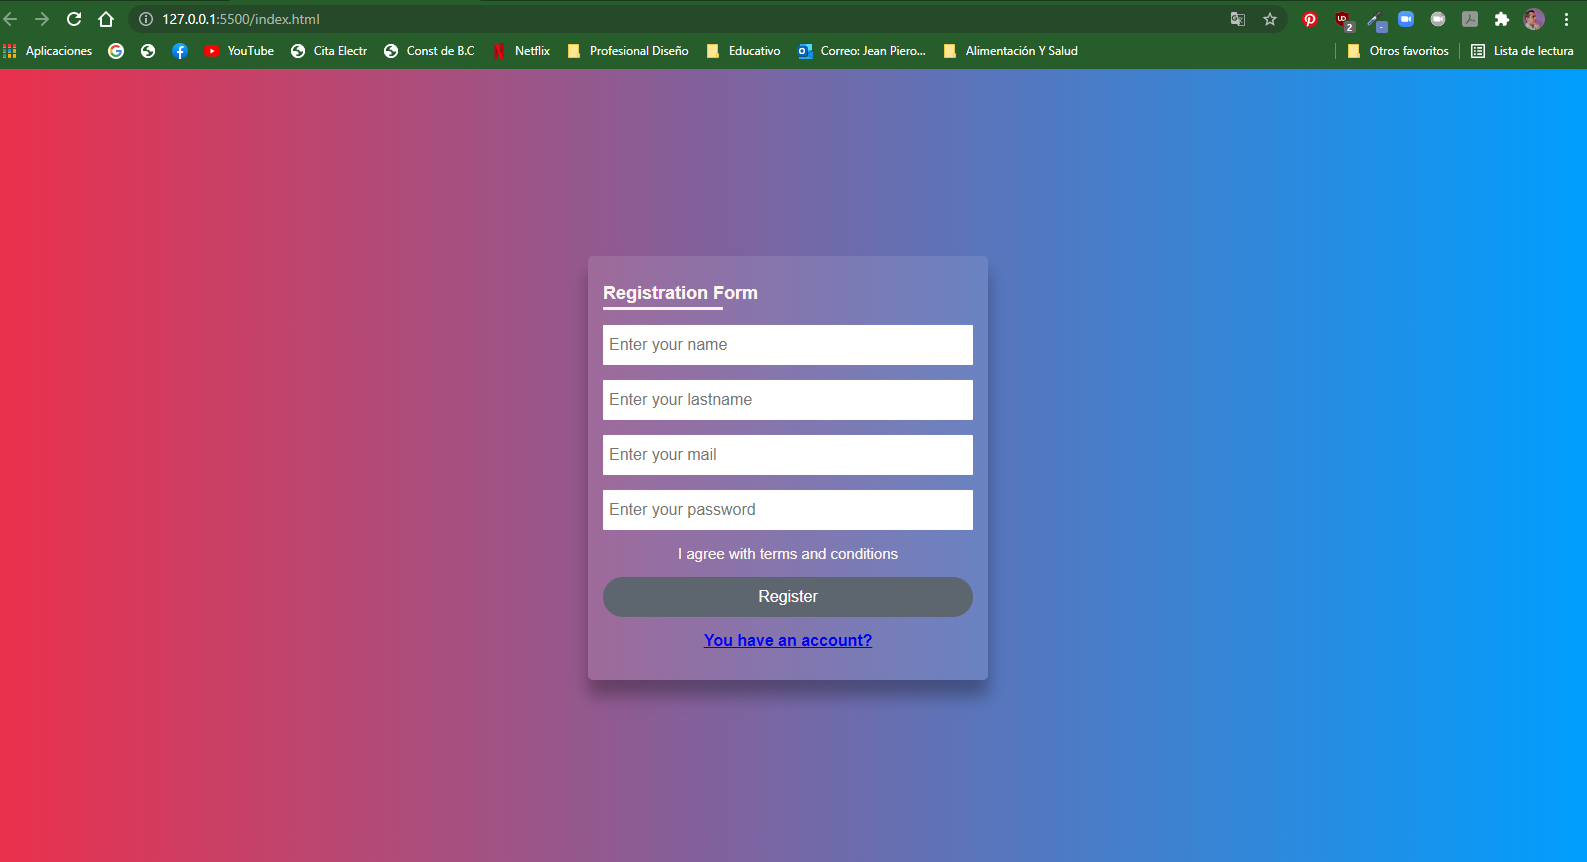 127.0.0.1:5500/index.html
2
Aplicaciones YouTube Cita Electr Const de B.C Netflix Profesional Diseño Educativo Correo: Jean Piero... Alimentación Y Salud Otros favoritos Lista de lectura
Registration Form
Enter your name
Enter your lastname
Enter your mail
Enter your password
I agree with terms and conditions
Register
You have an account?